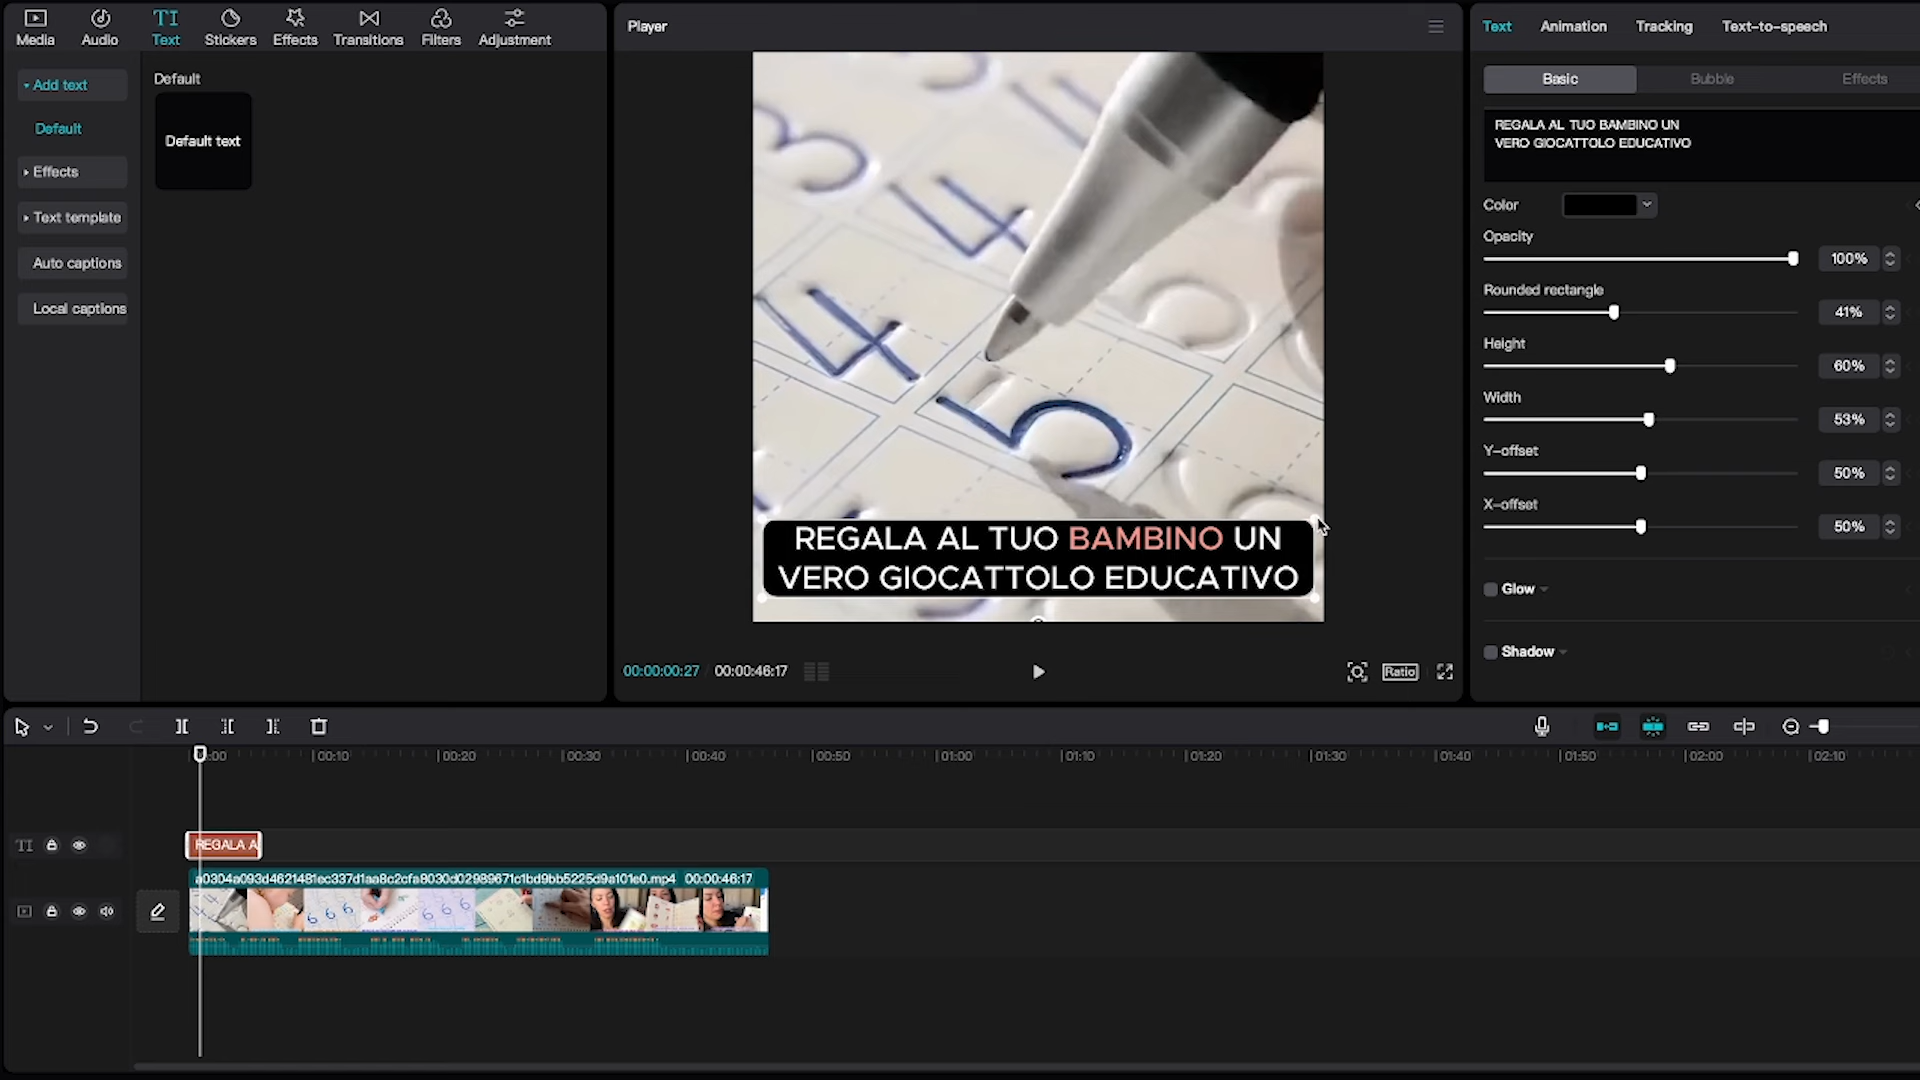 Media
Audio
Text
Stickers
Effects
Transitions
Filters
Adjustment
Add text
Default
Effects
Text template
Auto captions
Local captions
Default
Default text
Player
REGALA AL TUO BAMBINO UN
VERO GIOCATTOLO EDUCATIVO
00:00:00:27
00:00:46:17
Ratio
Text
Animation
Tracking
Text-to-speech
Basic
Bubble
Effects
REGALA AL TUO BAMBINO UN
VERO GIOCATTOLO EDUCATIVO
Color
Opacity
100%
Rounded rectangle
41%
Height
60%
Width
53%
Y-offset
50%
X-offset
50%
Glow
Shadow
00:10
00:20
00:30
00:40
00:50
01:00
01:10
01:20
01:30
01:40
01:50
02:00
02:10
TI
REGALA A
a0304a093d4621481ec337d1aa8c2cfa8030d02989671c1bd9bb5225d9a101e0.mp4 00:00:46:17